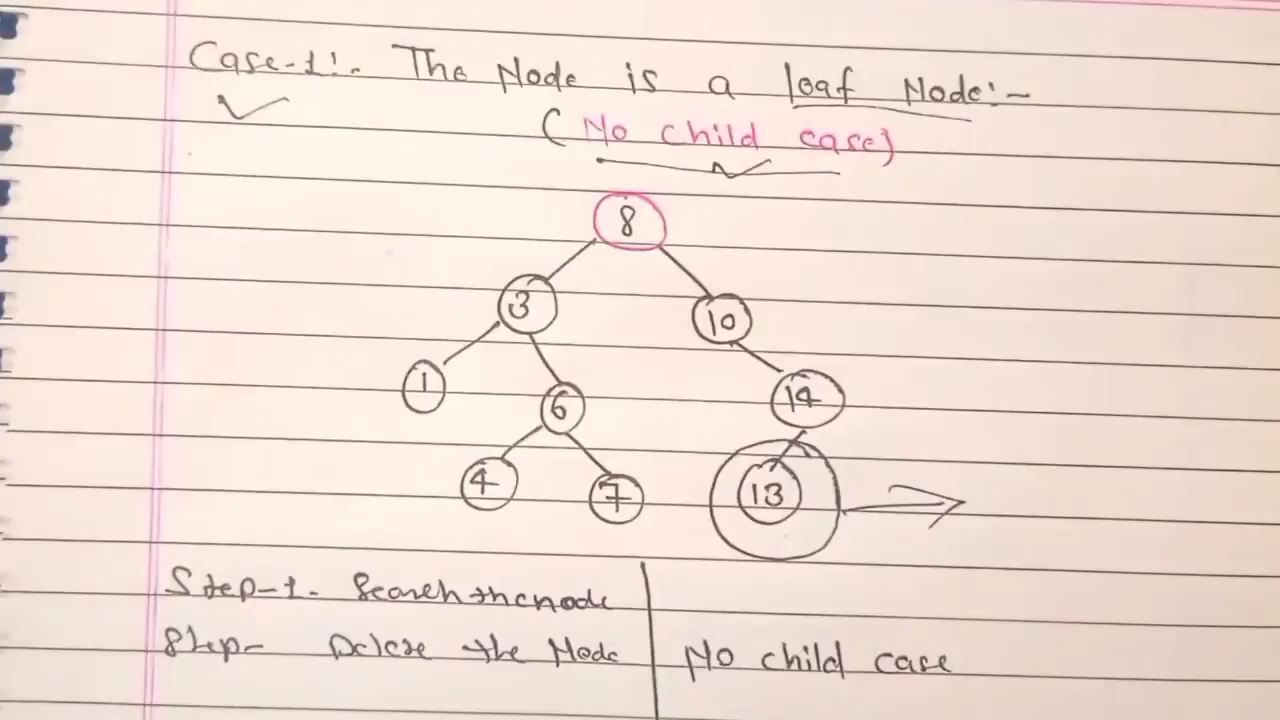 Case-1:. The Node is a leaf Node:-
(No child case)
8
3
10
1
6
14
4
7
13
Step-1. Search the node
Step- Delete the Node
No child case